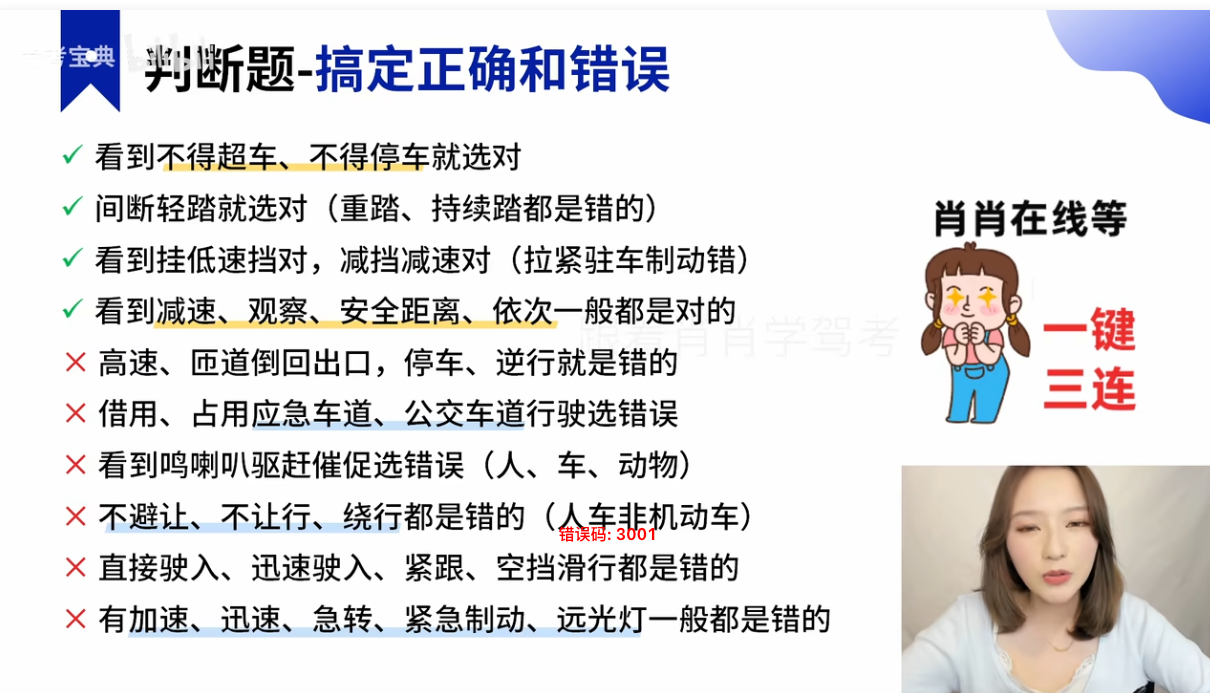 考宝典
bilibili
判断题-搞定正确和错误
看到不得超车、不得停车就选对
间断轻踏就选对（重踏、持续踏都是错的）
看到挂低速挡对，减挡减速对（拉紧驻车制动错）
看到减速、观察、安全距离、依次一般都是对的
高速、匝道倒回出口，停车、逆行就是错的
借用、占用应急车道、公交车道行驶选错误
看到鸣喇叭驱赶催促选错误（人、车、动物）
不避让、不让行、绕行都是错的（人车非机动车）
错误码: 3001
直接驶入、迅速驶入、紧跟、空挡滑行都是错的
有加速、迅速、急转、紧急制动、远光灯一般都是错的
跟着肖肖学驾考
肖肖在线等
一键
三连